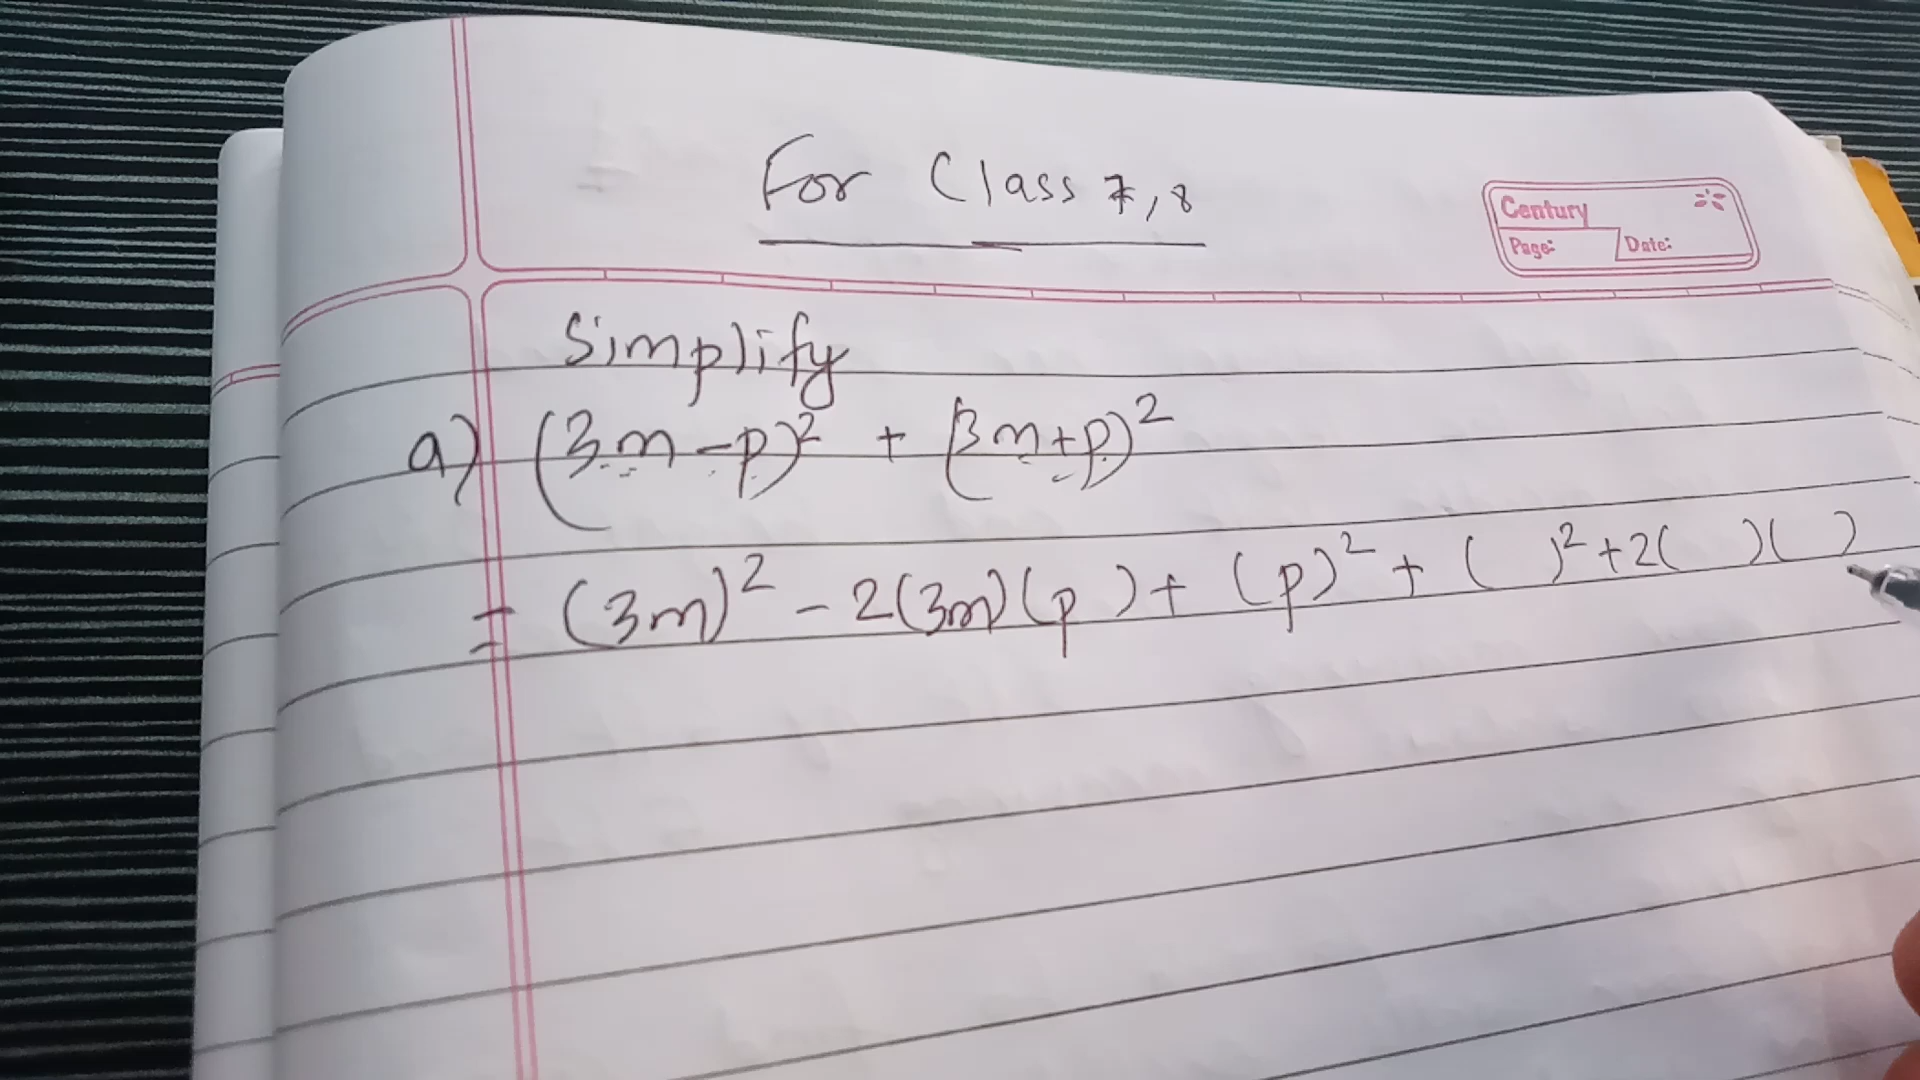 For Class 7,8
Century
Page: Date:
Simplify
a) (3m-p)² + (3m+p)²
= (3m)² - 2(3m)(p) + (p)² + ( )² + 2( )( )